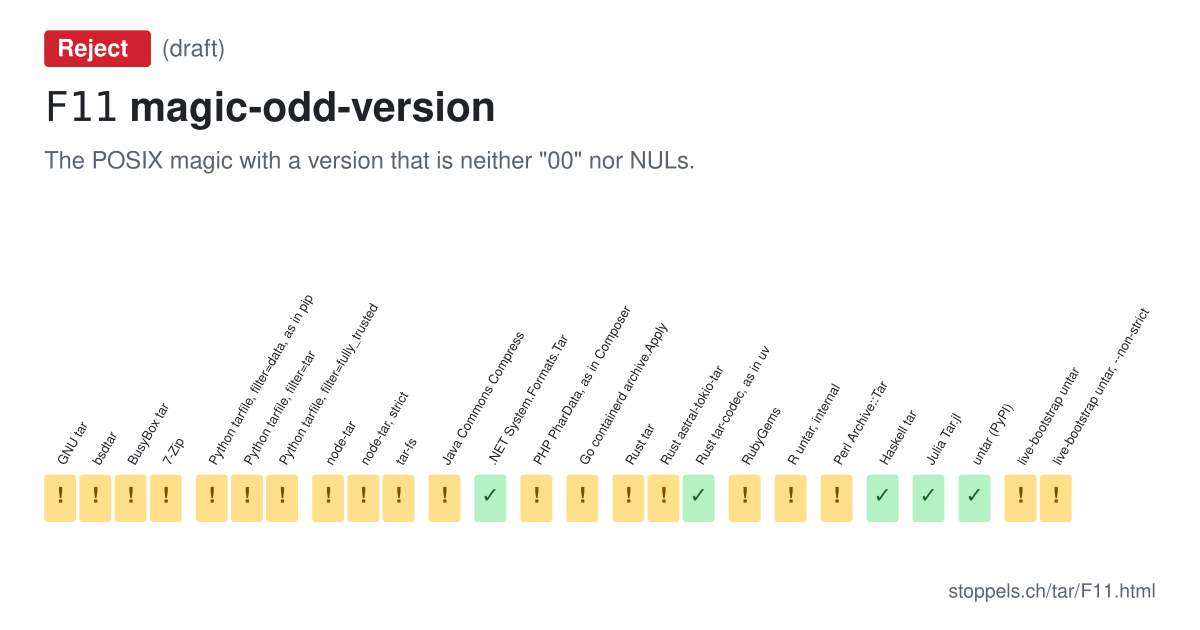 Reject (draft)
F11 magic-odd-version
The POSIX magic with a version that is neither "00" nor NULs.
GNU tar
bsdtar
BusyBox tar
7-Zip
Python tarfile, filter=data, as in pip
Python tarfile, filter=tar
Python tarfile, filter=fully_trusted
node-tar
node-tar, strict
tar-fs
Java Commons Compress
.NET System.Formats.Tar
PHP PharData, as in Composer
Go containerd archive.Apply
Rust tar
Rust astral-tokio-tar
Rust tar-codec, as in uv
RubyGems
R untar, internal
Perl Archive::Tar
Haskell tar
Julia Tar.jl
untar (PyPI)
live-bootstrap untar
live-bootstrap untar, --non-strict
! ! ! ! ! ! ! ! ! ! ! ✓ ! ! ! ! ✓ ! ! ! ✓ ✓ ✓ ! !
stoppels.ch/tar/F11.html